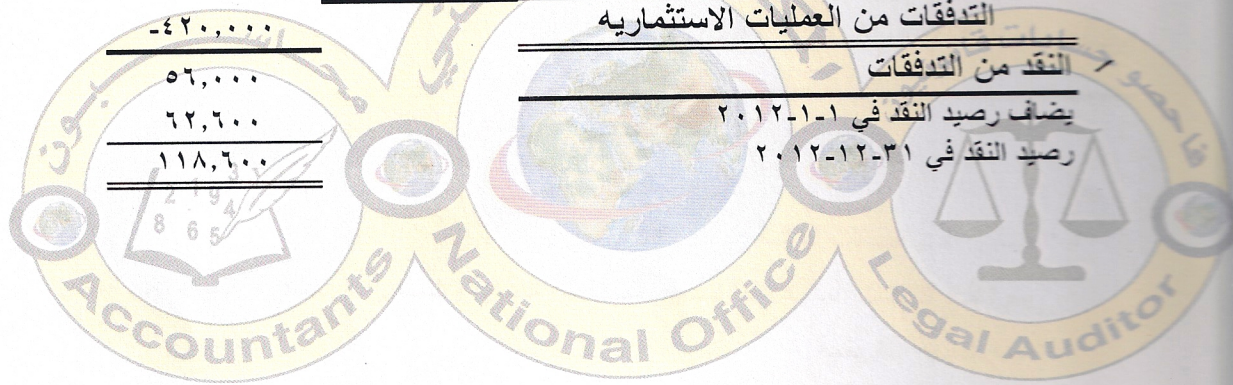 التدفقات من العمليات الاستثماريه -٤٢٠,٠٠٠
النقد من التدفقات ٥٦,٠٠٠
يضاف رصيد النقد في ١-١-٢٠١٢ ٦٢,٦٠٠
رصيد النقد في ٣١-١٢-٢٠١٢ ١١٨,٦٠٠
محاسبون
Accountants
National Office
Legal Auditor